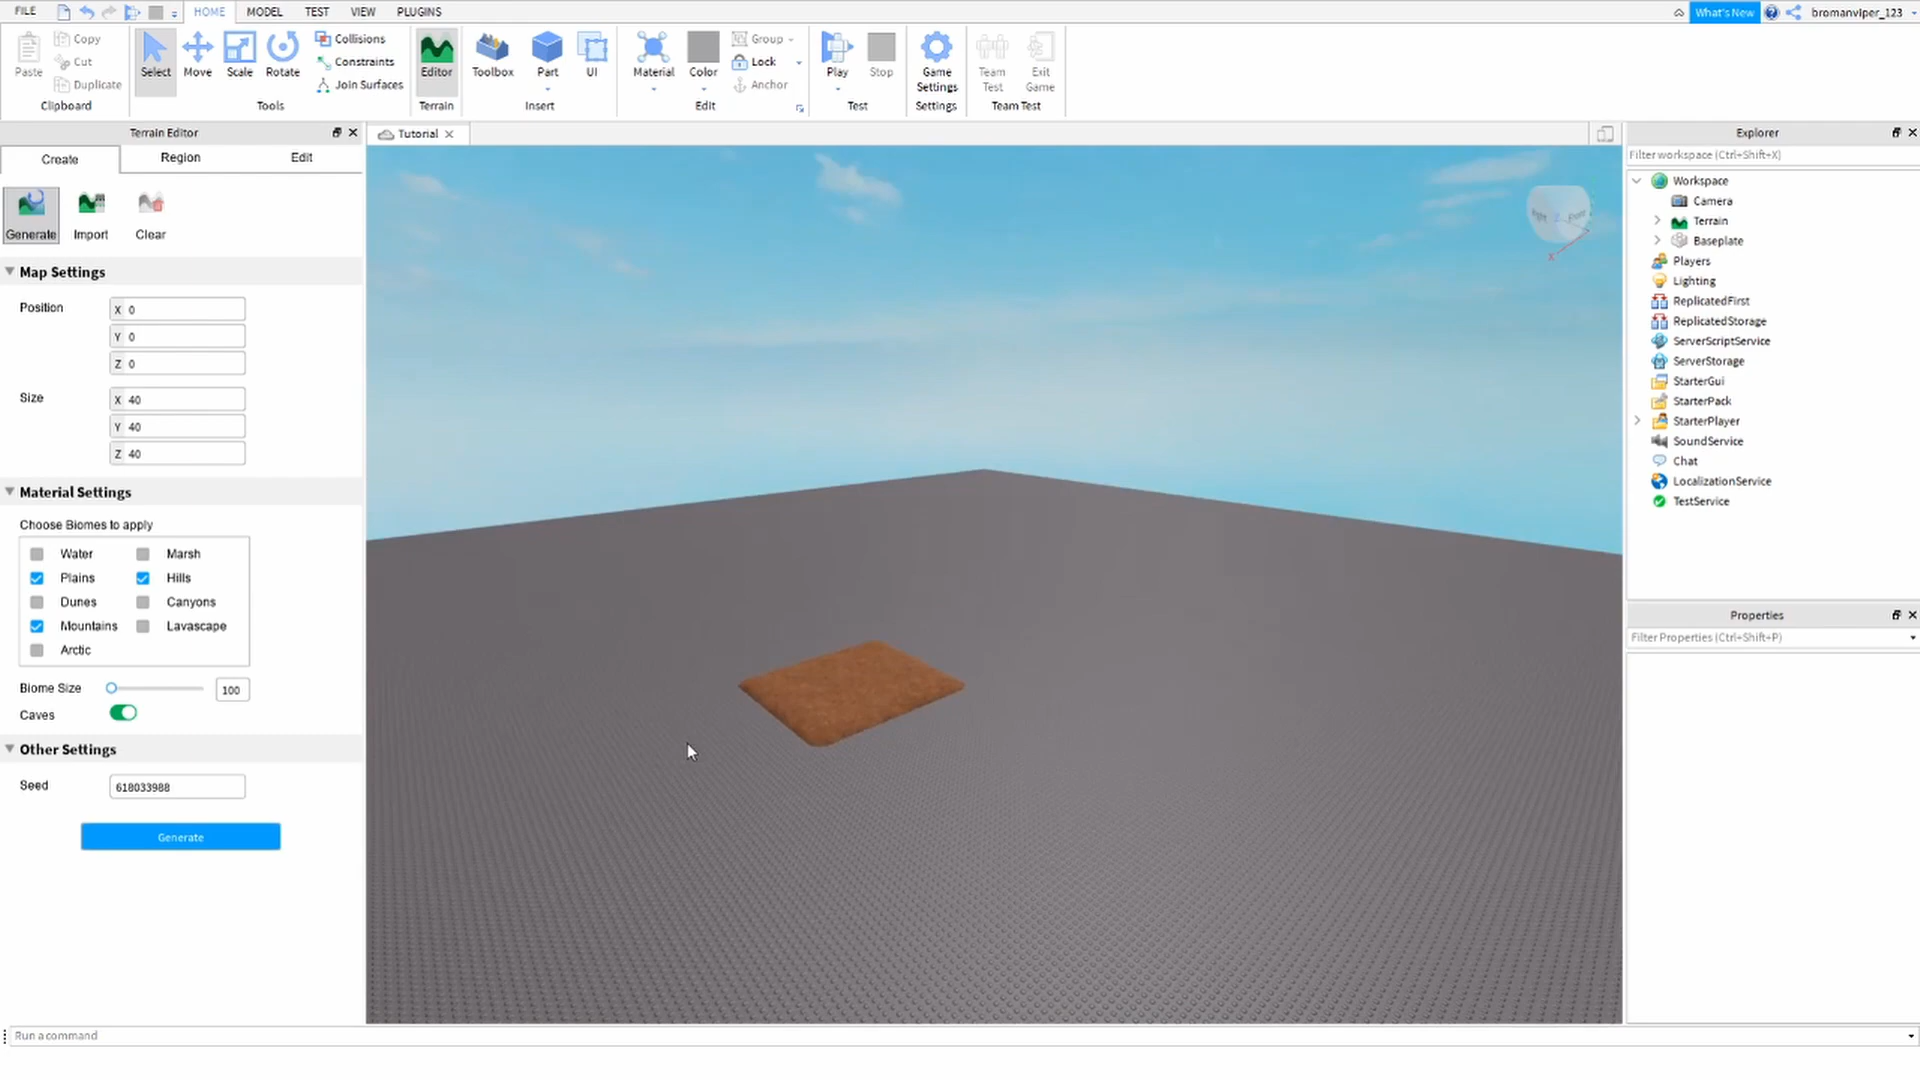 FILE HOME MODEL TEST VIEW PLUGINS What's New bromanviper_123
Paste Copy Cut Duplicate Select Move Scale Rotate Collisions Constraints Join Surfaces Editor Toolbox Part UI Material Color Group Lock Anchor Play Stop Game Settings Team Test Exit Game
Clipboard Tools Terrain Insert Edit Test Settings Team Test
Terrain Editor
Create Region Edit
Generate Import Clear
Map Settings
Position X 0
Y 0
Z 0
Size X 40
Y 40
Z 40
Material Settings
Choose Biomes to apply
Water Marsh
Plains Hills
Dunes Canyons
Mountains Lavascape
Arctic
Biome Size 100
Caves
Other Settings
Seed 618033988
Generate
Tutorial
Right Front
X
Explorer
Filter workspace (Ctrl+Shift+X)
Workspace
Camera
Terrain
Baseplate
Players
Lighting
ReplicatedFirst
ReplicatedStorage
ServerScriptService
ServerStorage
StarterGui
StarterPack
StarterPlayer
SoundService
Chat
LocalizationService
TestService
Properties
Filter Properties (Ctrl+Shift+P)
Run a command